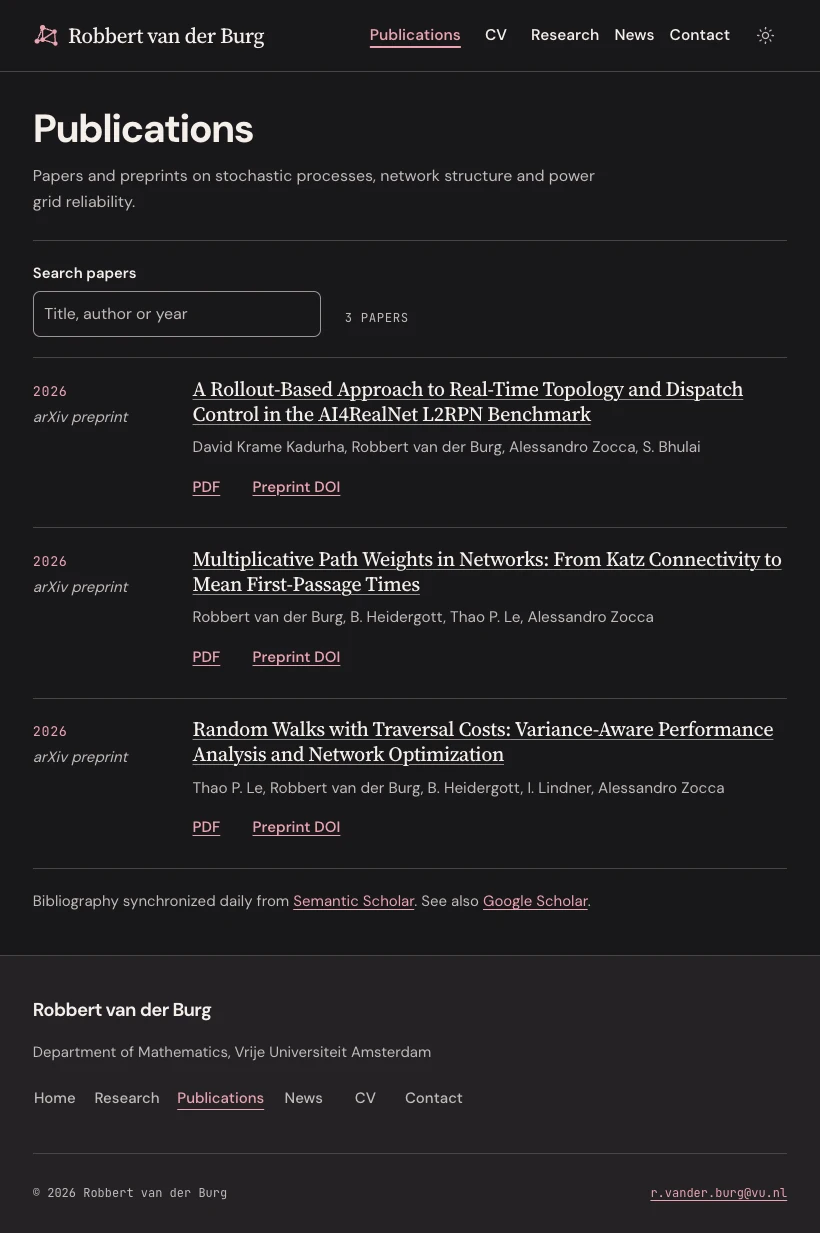 Robbert van der Burg
Publications CV Research News Contact
Publications
Papers and preprints on stochastic processes, network structure and power
grid reliability.
Search papers
Title, author or year
3 PAPERS
2026
arXiv preprint
A Rollout-Based Approach to Real-Time Topology and Dispatch
Control in the AI4RealNet L2RPN Benchmark
David Krame Kadurha, Robbert van der Burg, Alessandro Zocca, S. Bhulai
PDF Preprint DOI
2026
arXiv preprint
Multiplicative Path Weights in Networks: From Katz Connectivity to
Mean First-Passage Times
Robbert van der Burg, B. Heidergott, Thao P. Le, Alessandro Zocca
PDF Preprint DOI
2026
arXiv preprint
Random Walks with Traversal Costs: Variance-Aware Performance
Analysis and Network Optimization
Thao P. Le, Robbert van der Burg, B. Heidergott, I. Lindner, Alessandro Zocca
PDF Preprint DOI
Bibliography synchronized daily from Semantic Scholar. See also Google Scholar.
Robbert van der Burg
Department of Mathematics, Vrije Universiteit Amsterdam
Home Research Publications News CV Contact
© 2026 Robbert van der Burg
r.vander.burg@vu.nl